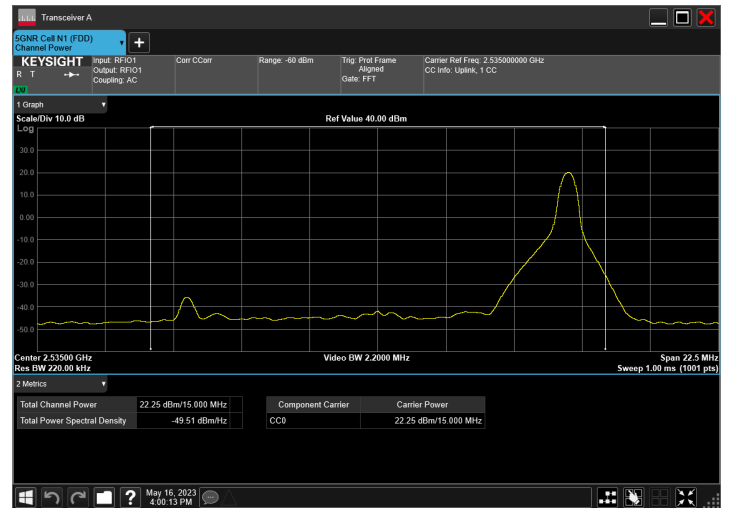 Transceiver A
5GNR Cell N1 (FDD)
Channel Power
KEYSIGHT
R T
LXI
Input: RFIO1
Output: RFIO1
Coupling: AC
Corr CCorr
Range: -60 dBm
Trig: Prot Frame
Aligned
Gate: FFT
Carrier Ref Freq: 2.535000000 GHz
CC Info: Uplink, 1 CC
1 Graph
Scale/Div 10.0 dB
Ref Value 40.00 dBm
Log
30.0
20.0
10.0
0.00
-10.0
-20.0
-30.0
-40.0
-50.0
Center 2.53500 GHz
Video BW 2.2000 MHz
Span 22.5 MHz
Res BW 220.00 kHz
Sweep 1.00 ms (1001 pts)
2 Metrics
Total Channel Power 22.25 dBm/15.000 MHz
Total Power Spectral Density -49.51 dBm/Hz
Component Carrier Carrier Power
CC0 22.25 dBm/15.000 MHz
?
May 16, 2023
4:00:13 PM